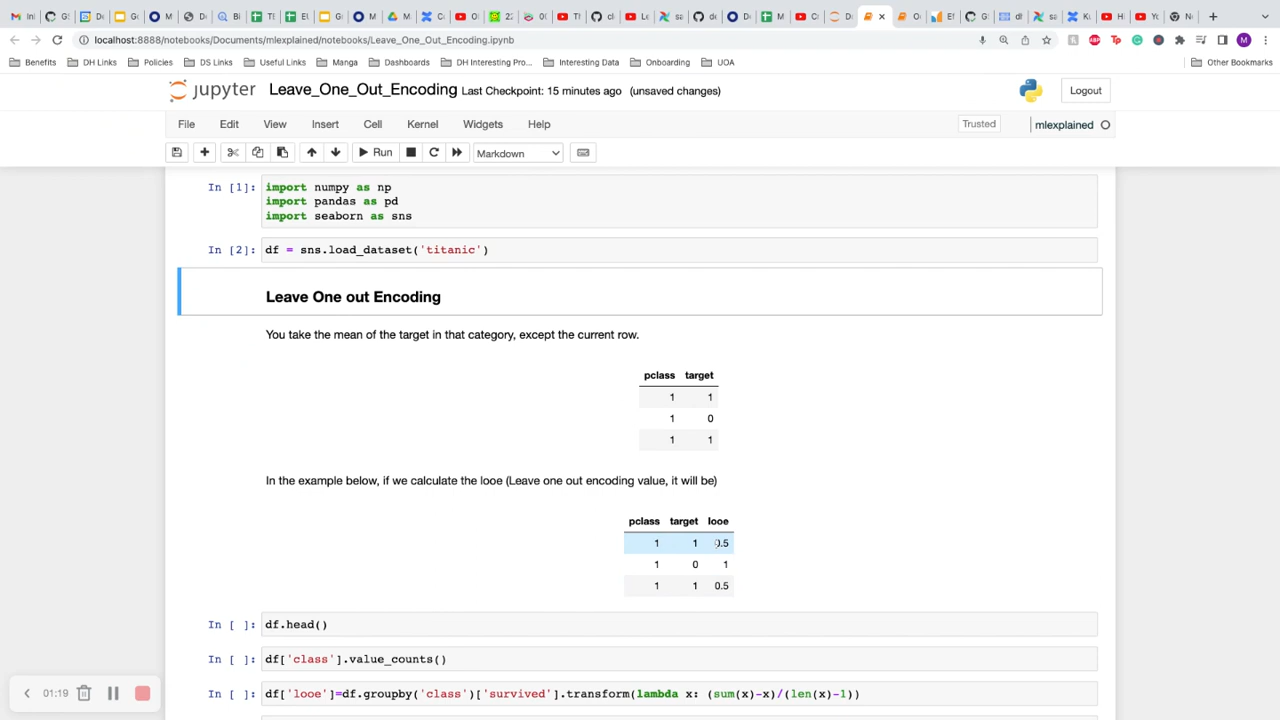 localhost:8888/notebooks/Documents/mlexplained/notebooks/Leave_One_Out_Encoding.ipynb
Benefits DH Links Policies DS Links Useful Links Manga Dashboards DH Interesting Pro... Interesting Data Onboarding UOA Other Bookmarks
jupyter Leave_One_Out_Encoding Last Checkpoint: 15 minutes ago (unsaved changes) Logout
File Edit View Insert Cell Kernel Widgets Help Trusted mlexplained
Run Markdown
In [1]: import numpy as np
import pandas as pd
import seaborn as sns
In [2]: df = sns.load_dataset('titanic')
Leave One out Encoding
You take the mean of the target in that category, except the current row.
pclass target
1 1
1 0
1 1
In the example below, if we calculate the looe (Leave one out encoding value, it will be)
pclass target looe
1 1 0.5
1 0 1
1 1 0.5
In [ ]: df.head()
In [ ]: df['class'].value_counts()
In [ ]: df['looe']=df.groupby('class')['survived'].transform(lambda x: (sum(x)-x)/(len(x)-1))
01:19